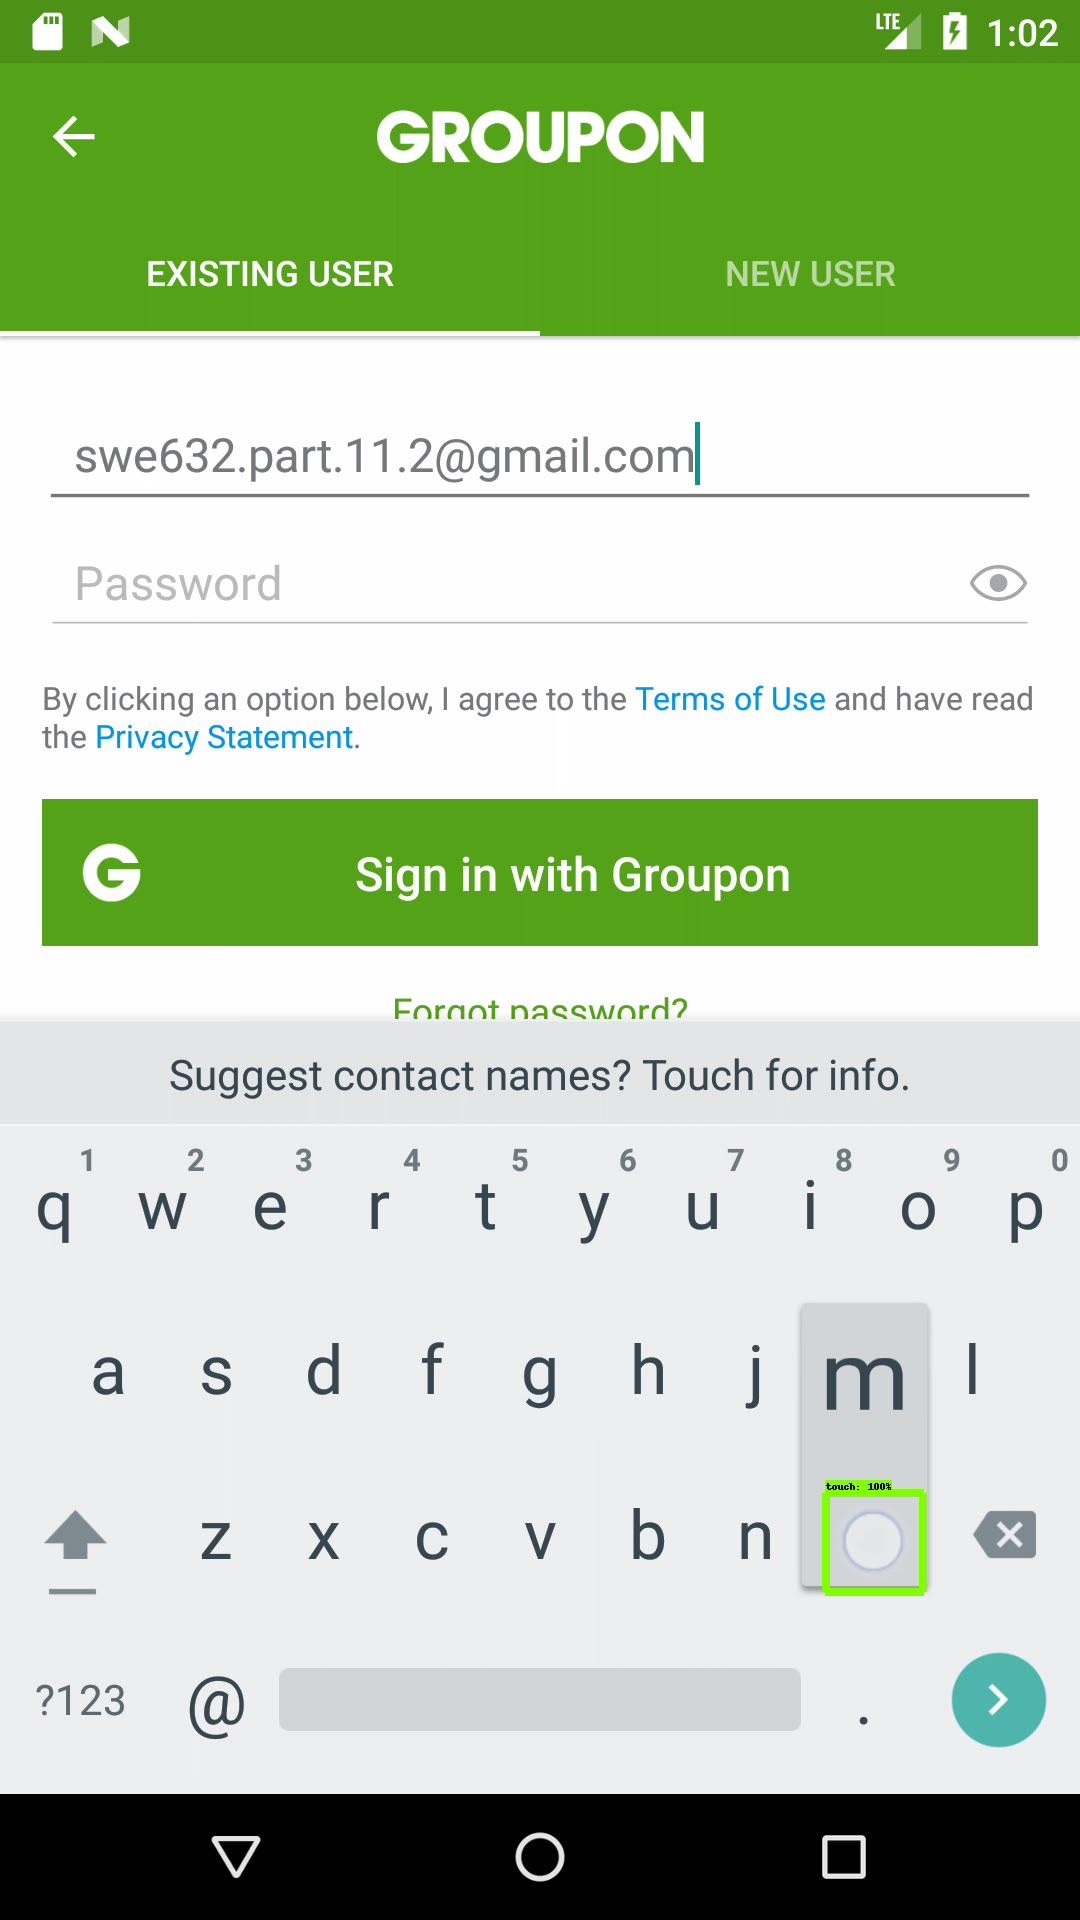 LTE 1:02
GROUPON
EXISTING USER NEW USER
swe632.part.11.2@gmail.com
Password
By clicking an option below, I agree to the Terms of Use and have read
the Privacy Statement.
G Sign in with Groupon
Forgot password?
Suggest contact names? Touch for info.
1 2 3 4 5 6 7 8 9 0
q w e r t y u i o p
a s d f g h j m l
touch: 100%
z x c v b n
?123 @ .